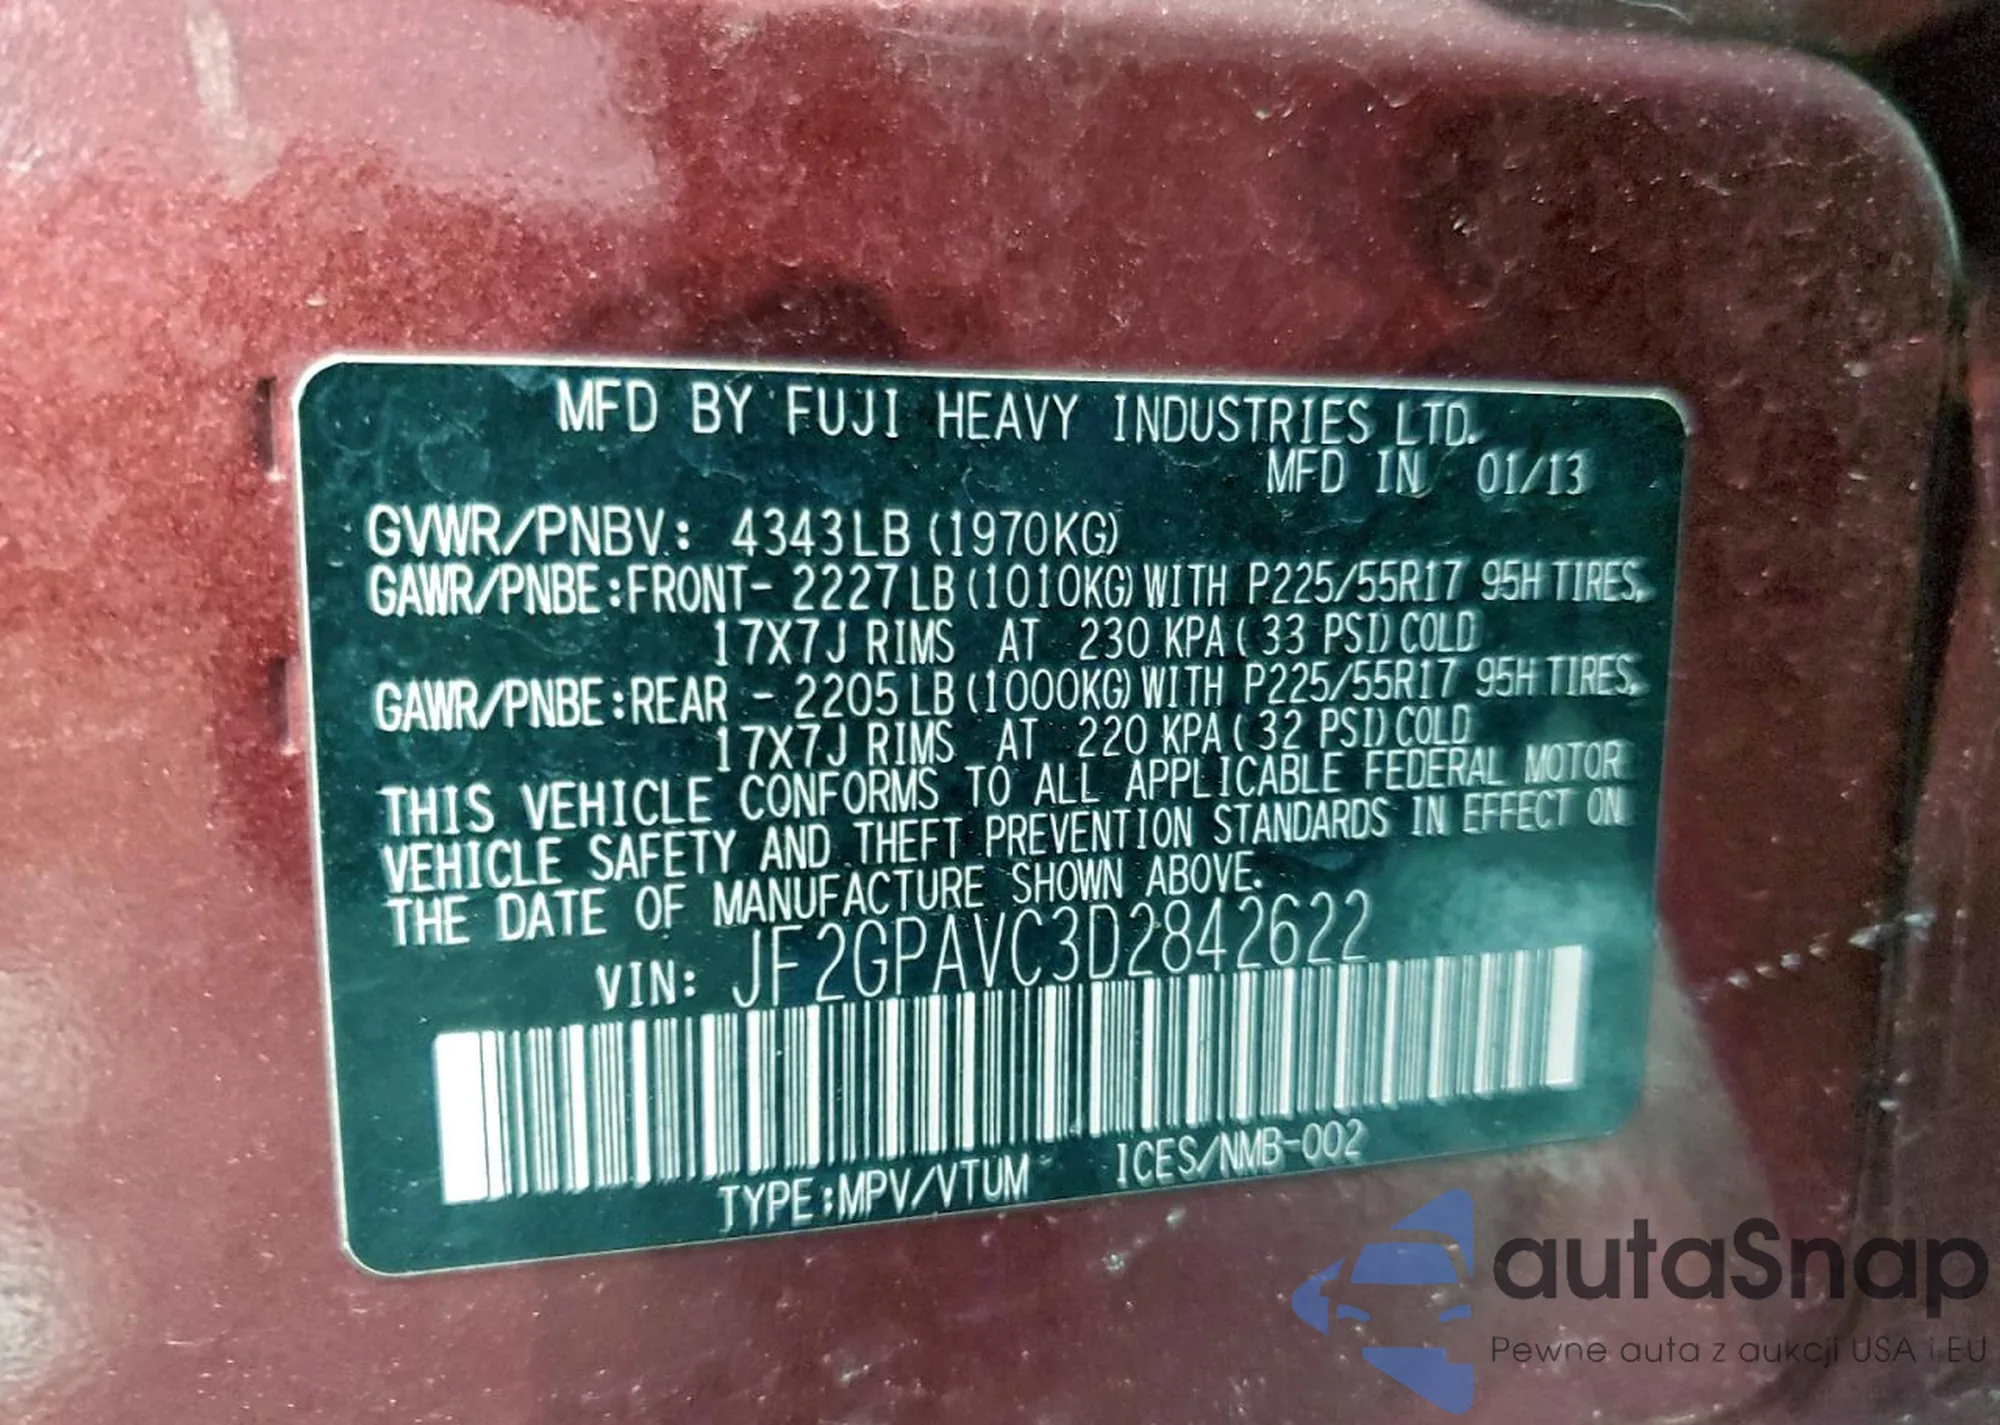 MFD BY FUJI HEAVY INDUSTRIES LTD.
MFD IN 01/13
GVWR/PNBV: 4343LB (1970KG)
GAWR/PNBE:FRONT- 2227LB (1010KG) WITH P225/55R17 95H TIRES,
17X7J RIMS AT 230 KPA ( 33 PSI) COLD
GAWR/PNBE:REAR - 2205LB (1000KG) WITH P225/55R17 95H TIRES,
17X7J RIMS AT 220 KPA ( 32 PSI) COLD
THIS VEHICLE CONFORMS TO ALL APPLICABLE FEDERAL MOTOR
VEHICLE SAFETY AND THEFT PREVENTION STANDARDS IN EFFECT ON
THE DATE OF MANUFACTURE SHOWN ABOVE.
VIN: JF2GPAVC3D2842622
TYPE:MPV/VTUM ICES/NMB-002
autaSnap
Pewne auta z aukcji USA i EU